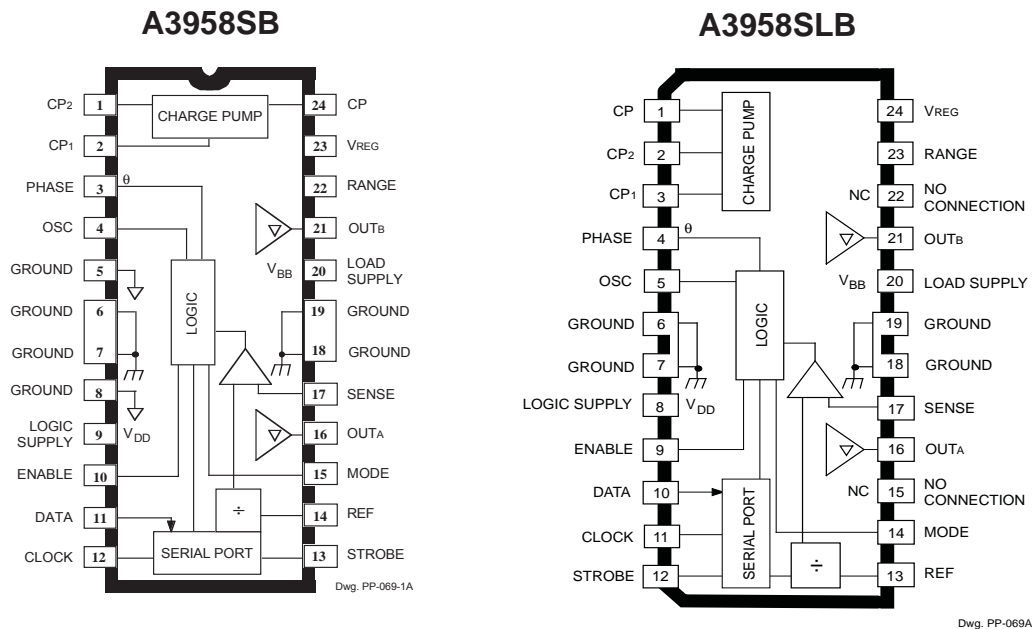 A3958SB
CP2 1 CHARGE PUMP 24 CP
CP1 2 23 VREG
PHASE 3 θ 22 RANGE
OSC 4 21 OUTB
GROUND 5 VBB 20 LOAD
SUPPLY
GROUND 6 LOGIC 19 GROUND
GROUND 7 18 GROUND
GROUND 8 17 SENSE
VDD
LOGIC
SUPPLY 9 16 OUTA
ENABLE 10 15 MODE
DATA 11 ÷ 14 REF
CLOCK 12 SERIAL PORT 13 STROBE
Dwg. PP-069-1A
A3958SLB
CP 1 CHARGE PUMP 24 VREG
CP2 2 23 RANGE
CP1 3 NC 22 NO
CONNECTION
PHASE 4 θ 21 OUTB
OSC 5 VBB 20 LOAD SUPPLY
GROUND 6 LOGIC 19 GROUND
GROUND 7 18 GROUND
LOGIC SUPPLY 8 VDD 17 SENSE
ENABLE 9 16 OUTA
DATA 10 NC 15 NO
CONNECTION
CLOCK 11 SERIAL PORT 14 MODE
STROBE 12 ÷ 13 REF
Dwg. PP-069A